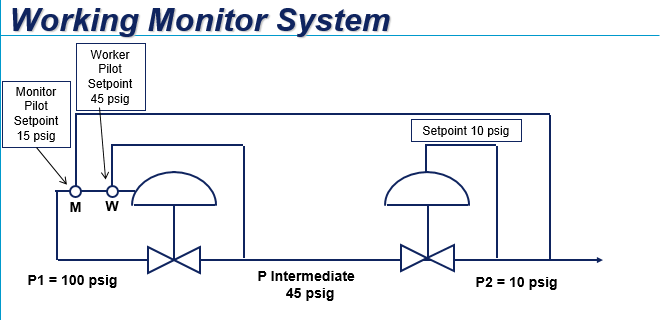 Working Monitor System
Worker
Pilot
Setpoint
45 psig
Monitor
Pilot
Setpoint
15 psig
Setpoint 10 psig
M
W
P1 = 100 psig
P Intermediate
45 psig
P2 = 10 psig